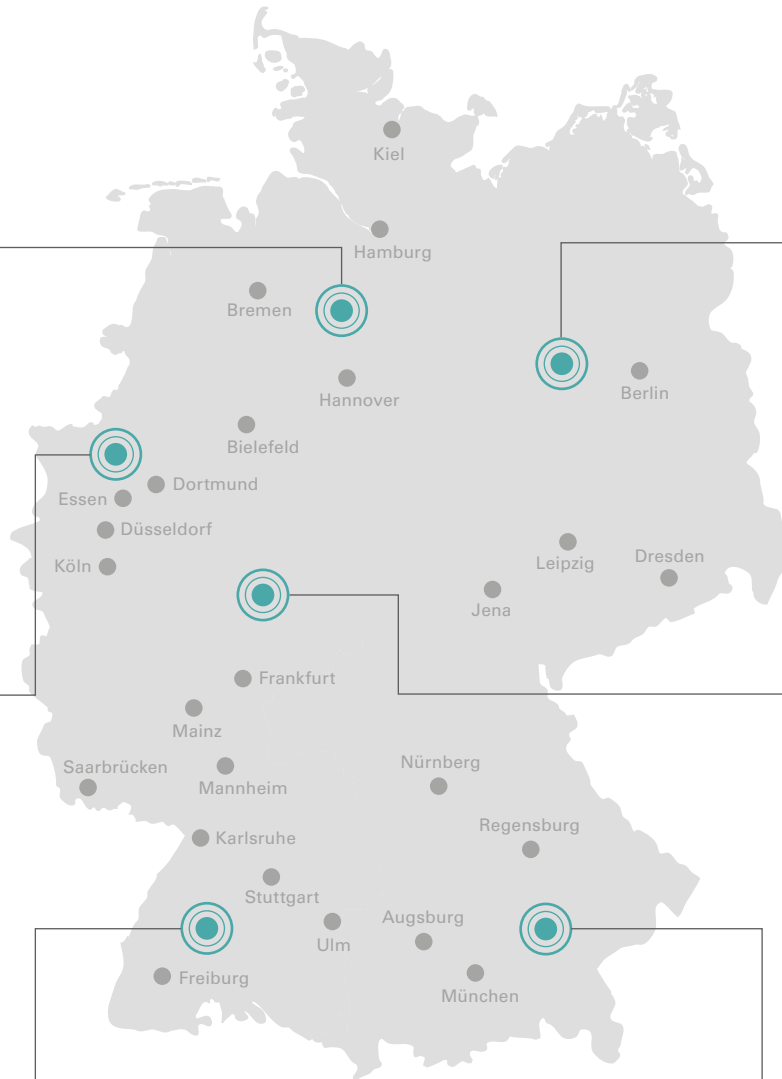 Kiel
Hamburg
Bremen
Hannover
Berlin
Bielefeld
Dortmund
Essen
Düsseldorf
Köln
Leipzig
Dresden
Jena
Frankfurt
Mainz
Saarbrücken
Nürnberg
Mannheim
Regensburg
Karlsruhe
Stuttgart
Augsburg
Ulm
Freiburg
München